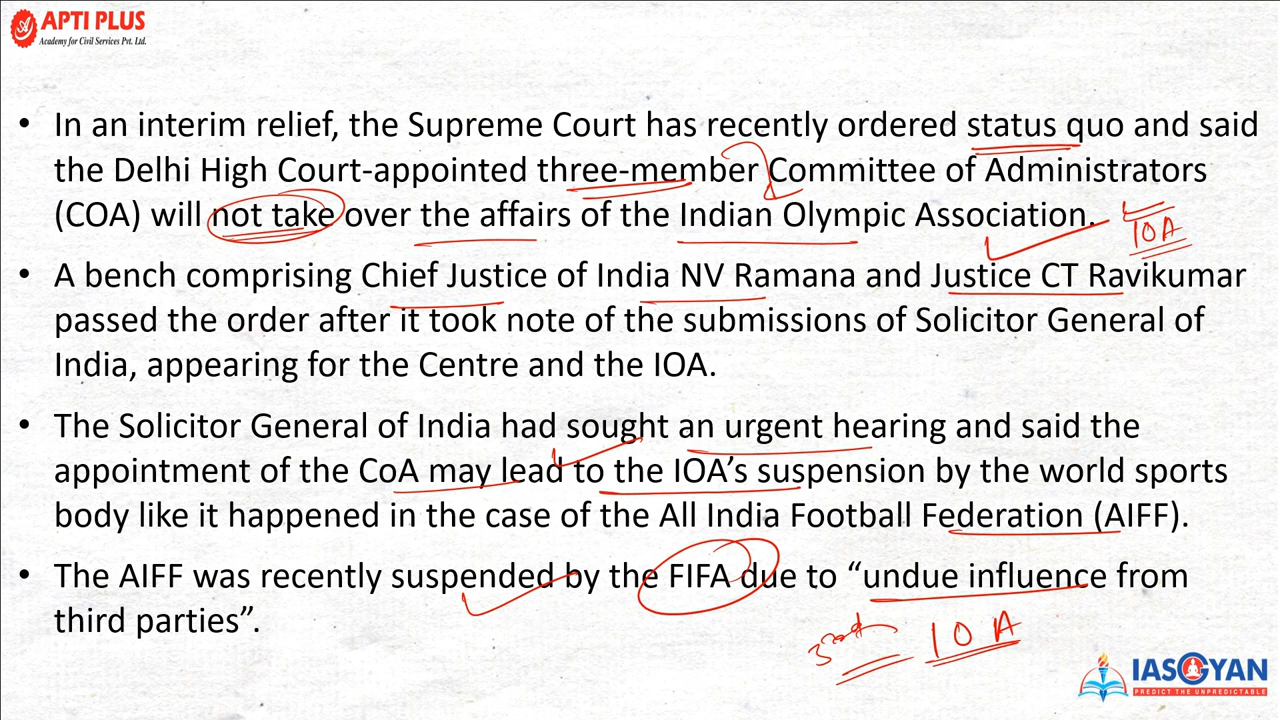 APTI PLUS
Academy for Civil Services Pvt. Ltd.
• In an interim relief, the Supreme Court has recently ordered status quo and said
the Delhi High Court-appointed three-member Committee of Administrators
(COA) will not take over the affairs of the Indian Olympic Association.
IOA
• A bench comprising Chief Justice of India NV Ramana and Justice CT Ravikumar
passed the order after it took note of the submissions of Solicitor General of
India, appearing for the Centre and the IOA.
• The Solicitor General of India had sought an urgent hearing and said the
appointment of the CoA may lead to the IOA’s suspension by the world sports
body like it happened in the case of the All India Football Federation (AIFF).
• The AIFF was recently suspended by the FIFA due to “undue influence from
third parties”.
IOA
IASGYAN
PREDICT THE UNPREDICTABLE